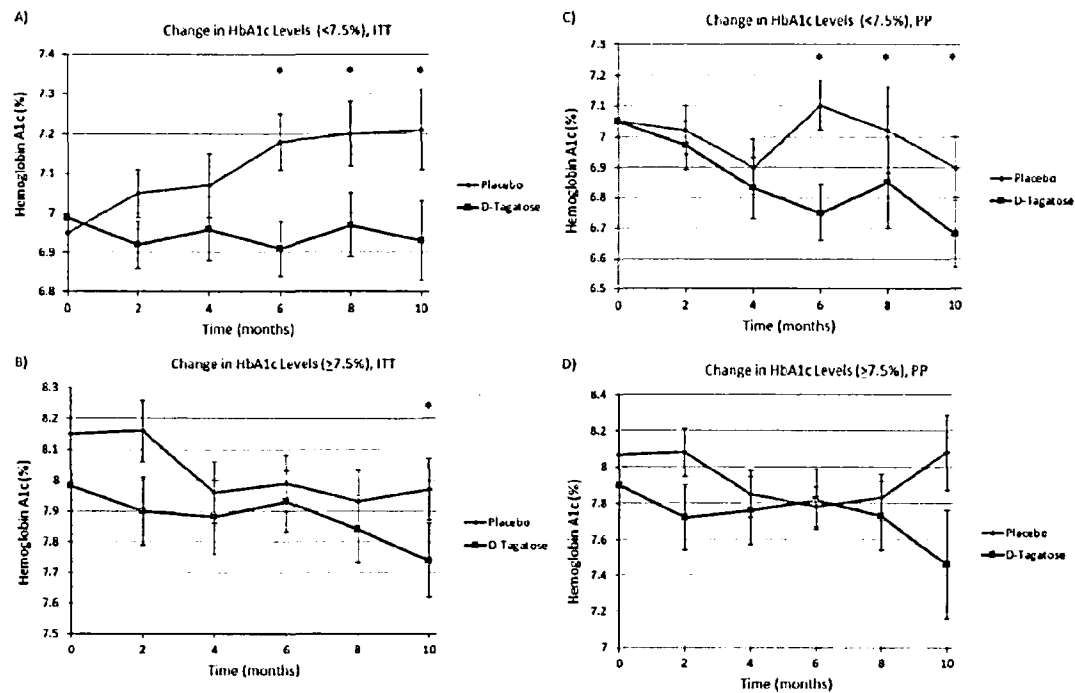 A)
Change in HbA1c Levels (<7.5%), ITT
7.4
7.3
7.2
7.1
7
6.9
6.8
Hemoglobin A1c (%)
* * *
Placebo
D-Tagatose
0 2 4 6 8 10
Time (months)
B)
Change in HbA1c Levels (≥7.5%), ITT
8.3
8.2
8.1
8
7.9
7.8
7.7
7.6
7.5
Hemoglobin A1c (%)
*
Placebo
D-Tagatose
0 2 4 6 8 10
Time (months)
C)
Change in HbA1c Levels (<7.5%), PP
7.3
7.2
7.1
7
6.9
6.8
6.7
6.6
6.5
Hemoglobin A1c (%)
* * *
Placebo
D-Tagatose
0 2 4 6 8 10
Time (months)
D)
Change in HbA1c Levels (≥7.5%), PP
8.6
8.4
8.2
8
7.8
7.6
7.4
7.2
7
Hemoglobin A1c (%)
Placebo
D-Tagatose
0 2 4 6 8 10
Time (months)